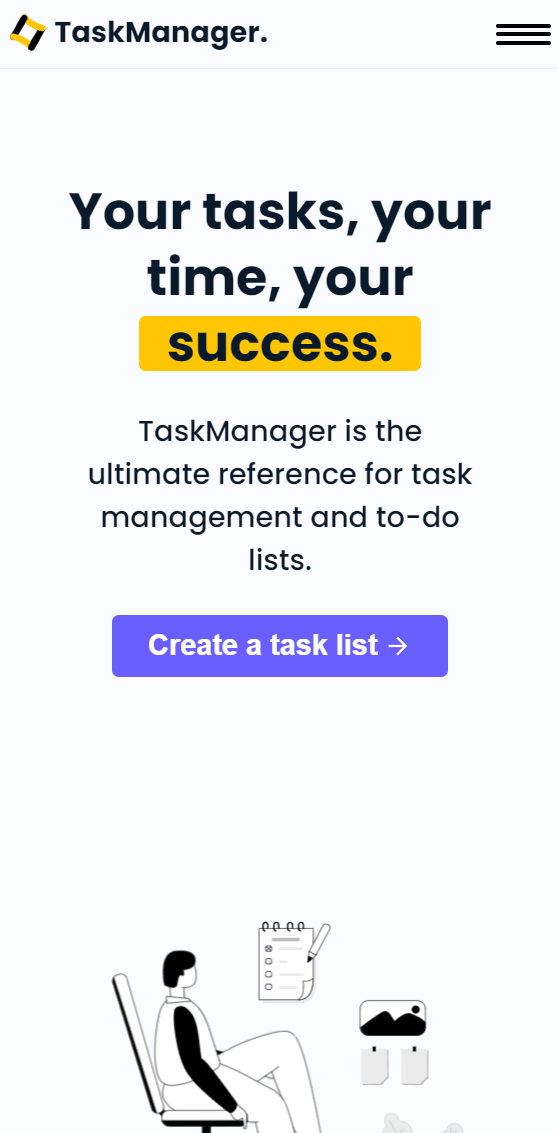 TaskManager.
Your tasks, your
time, your
success.
TaskManager is the
ultimate reference for task
management and to-do
lists.
Create a task list →